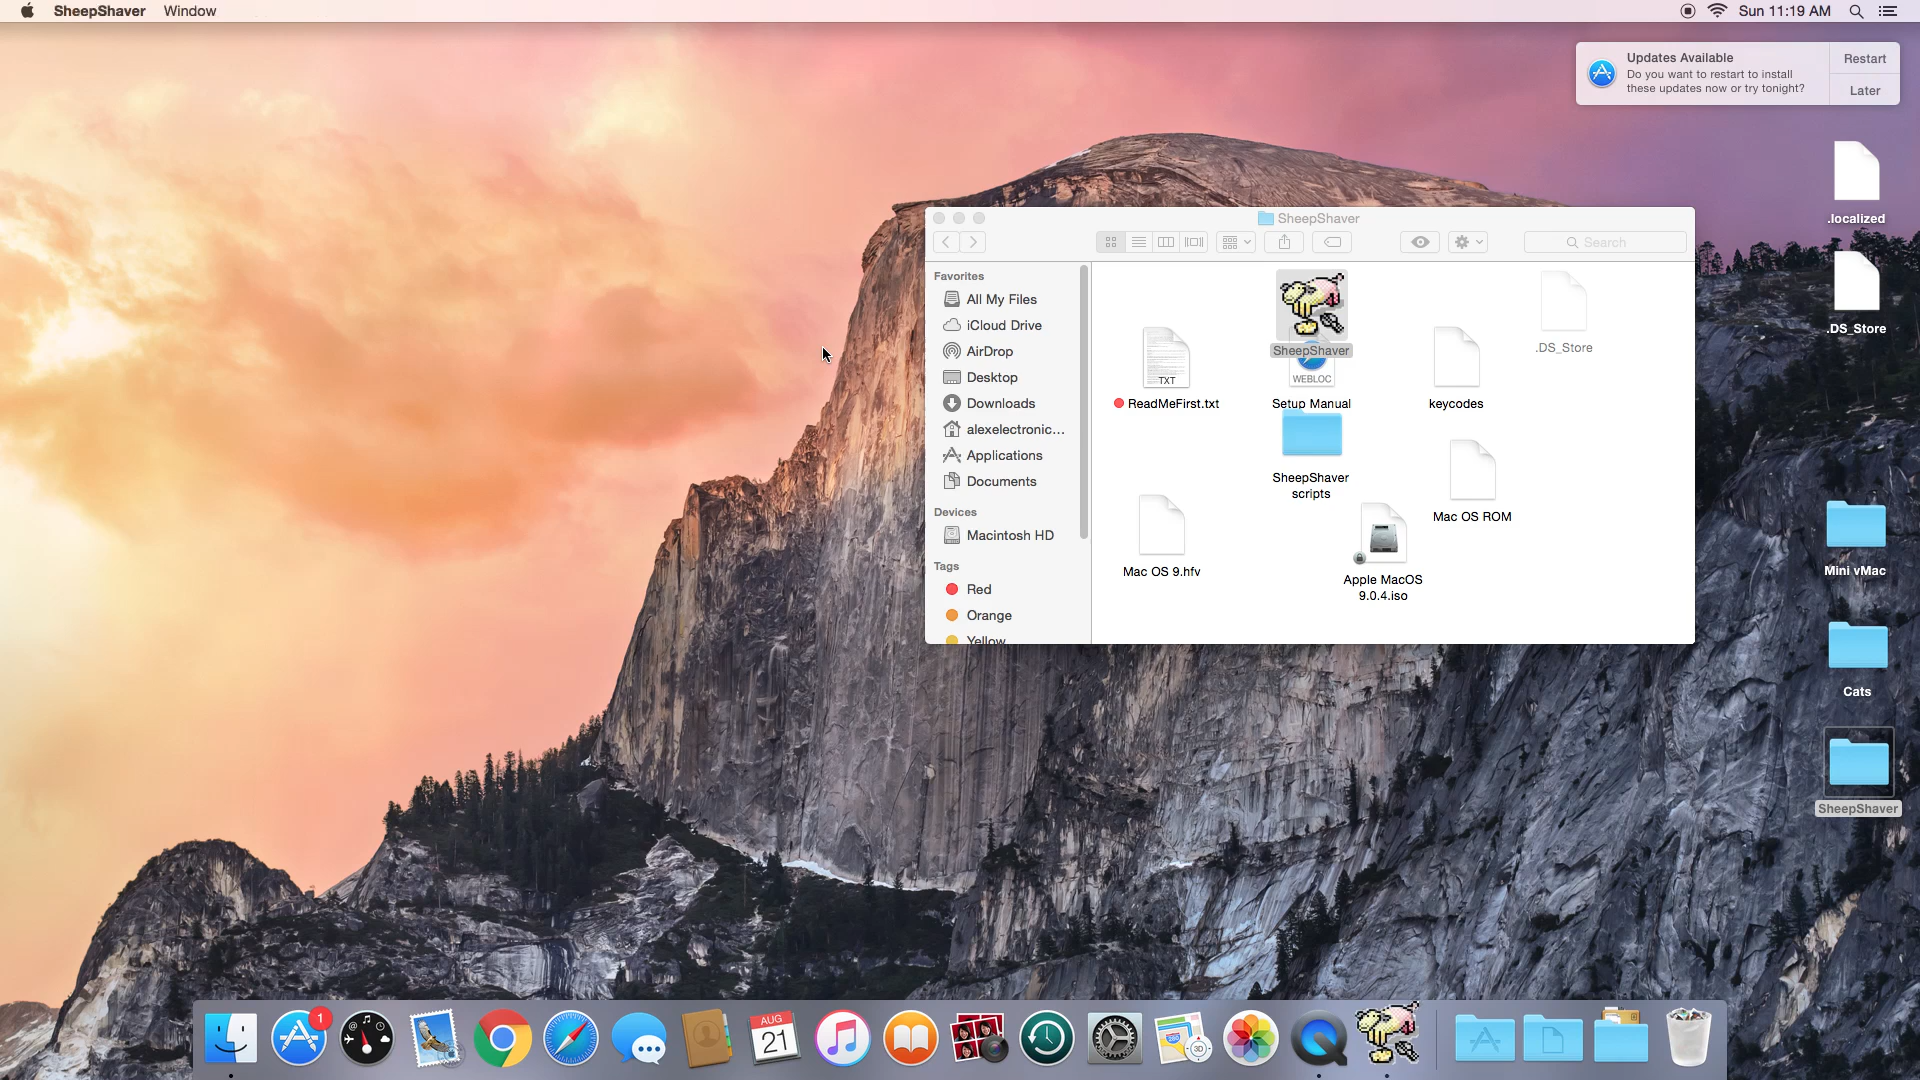 SheepShaver Window
Sun 11:19 AM
Updates Available
Do you want to restart to install
these updates now or try tonight?
Restart
Later
.localized
.DS_Store
Mini vMac
Cats
SheepShaver
SheepShaver
Search
Favorites
All My Files
iCloud Drive
AirDrop
Desktop
Downloads
alexelectronic...
Applications
Documents
Devices
Macintosh HD
Tags
Red
Orange
Yellow
SheepShaver
.DS_Store
TXT
ReadMeFirst.txt
WEBLOC
Setup Manual
keycodes
SheepShaver
scripts
Mac OS ROM
Mac OS 9.hfv
Apple MacOS
9.0.4.iso
1
AUG
21
3D